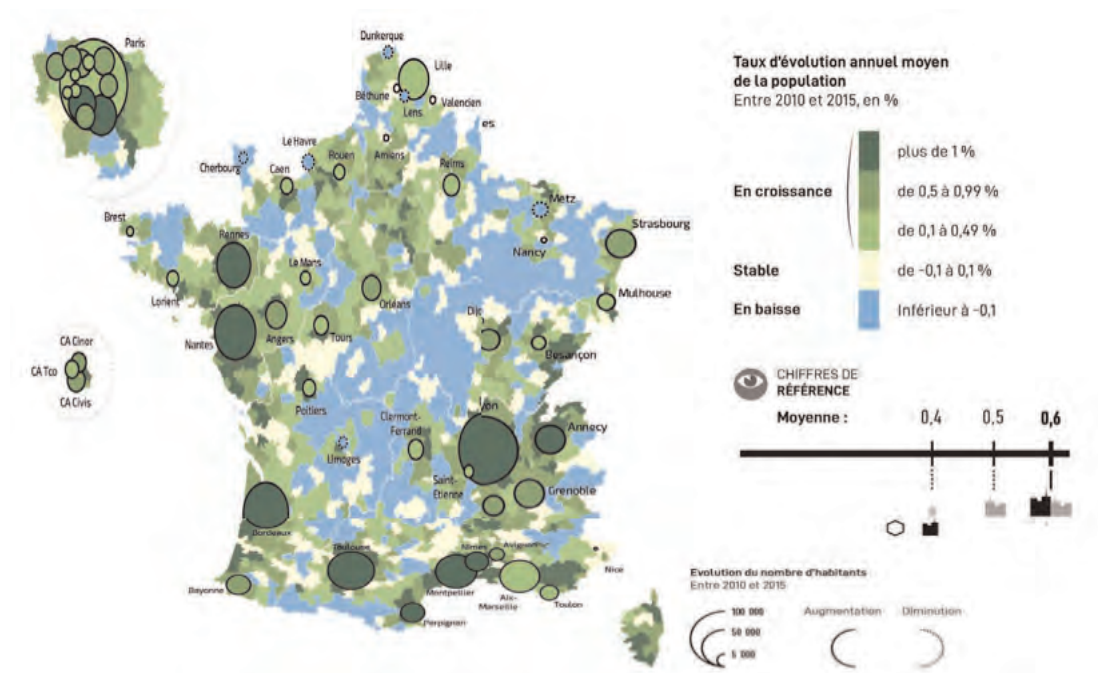 Paris
Dunkerque
Lille
Béthune
Lens
Valencien
es
Le Havre
Rouen
Amiens
Cherbourg
Caen
Reims
Metz
Nancy
Strasbourg
Brest
Rennes
Le Mans
Lorient
Orléans
Mulhouse
Nantes
Angers
Tours
Dijc
Besançon
CA Cinor
CA Tco
CA Civis
Poitiers
Clermont-
Ferrand
yon
Annecy
Limoges
Saint-
Etienne
Grenoble
Bordeaux
Toulouse
Nimes
Avignon
Nice
Bayonne
Montpellier
Aix-
Marseille
Toulon
Perpignan
Taux d'évolution annuel moyen
de la population
Entre 2010 et 2015, en %
plus de 1 %
En croissance
de 0,5 à 0,99 %
de 0,1 à 0,49 %
Stable
de -0,1 à 0,1 %
En baisse
Inférieur à -0,1
CHIFFRES DE
RÉFÉRENCE
Moyenne : 0,4 0,5 0,6
Evolution du nombre d'habitants
Entre 2010 et 2015
100 000
50 000
5 000
Augmentation Diminution